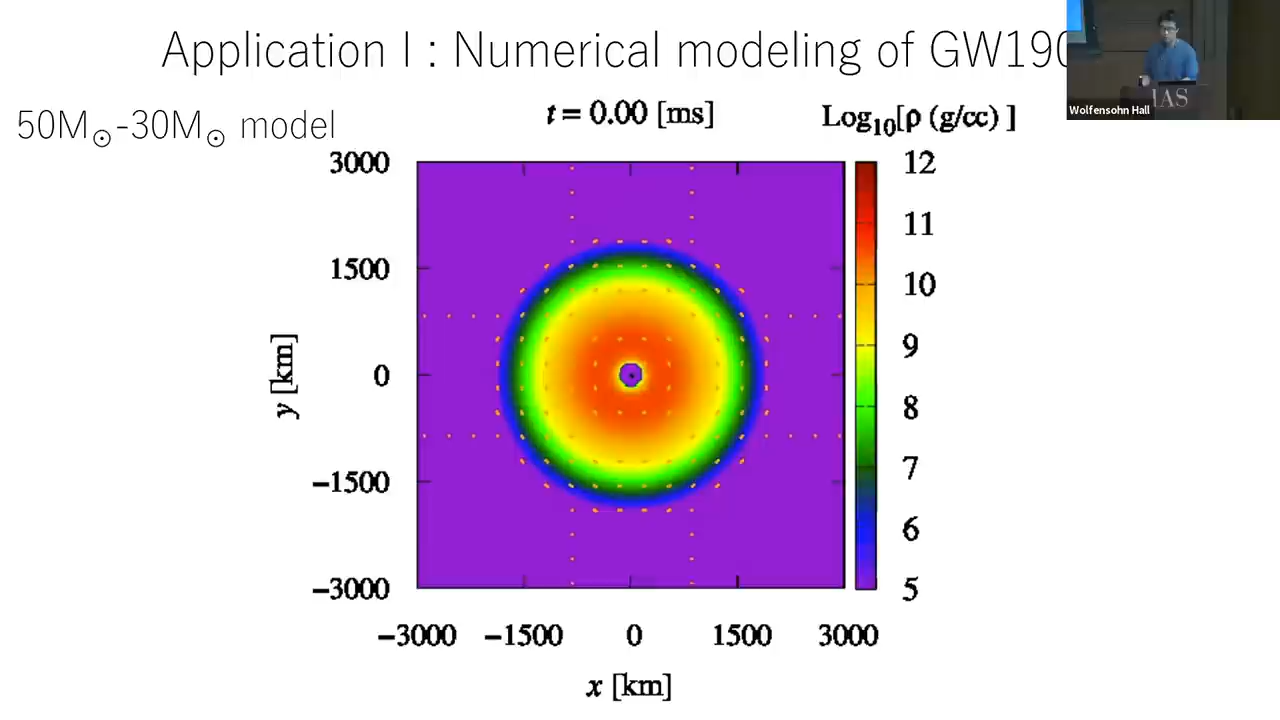 Application I : Numerical modeling of GW190
50M⊙-30M⊙ model
t = 0.00 [ms]
Log10[ρ (g/cc) ]
3000
1500
0
−1500
−3000
y [km]
−3000 −1500 0 1500 3000
x [km]
12
11
10
9
8
7
6
5
IAS
Wolfensohn Hall